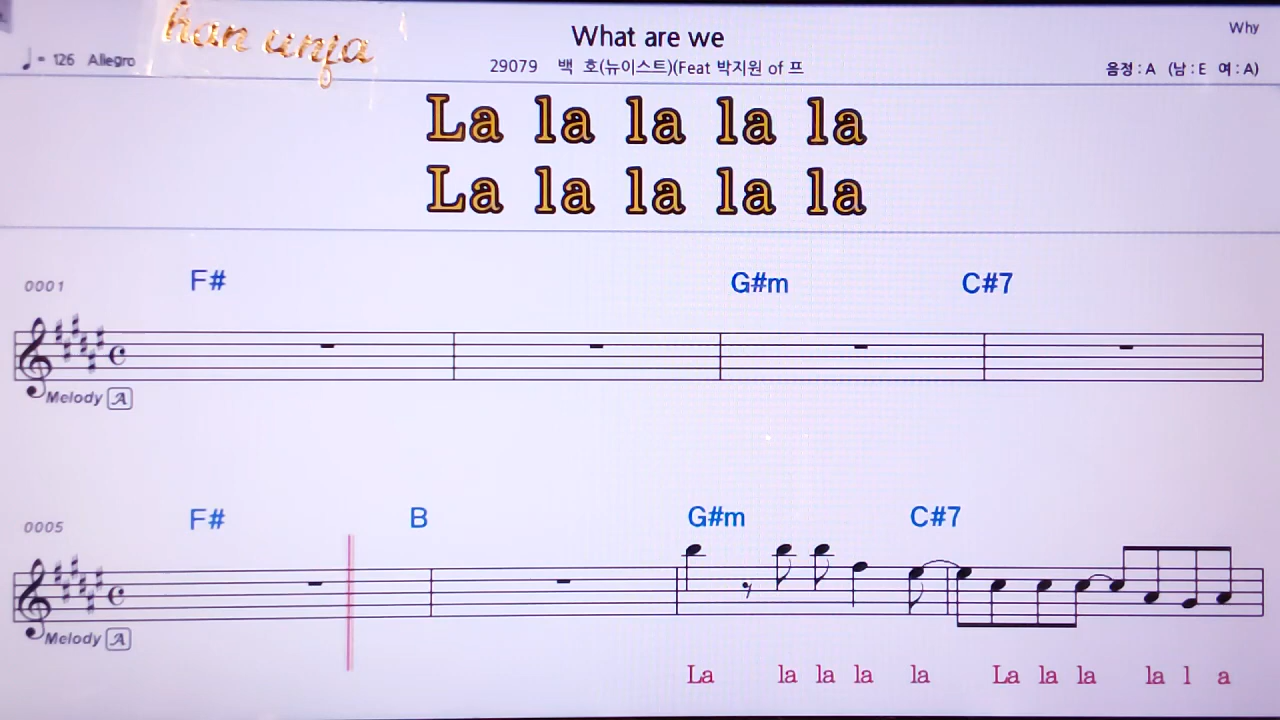 han unja
What are we
Why
♩= 126 Allegro
29079 백 호(뉴이스트)(Feat 박지원 of 프
음정 : A (남 : E 여 : A)
La la la la la
La la la la la
0001 F# G#m C#7
Melody A
0005 F# B G#m C#7
Melody A
La la la la la La la la la l a